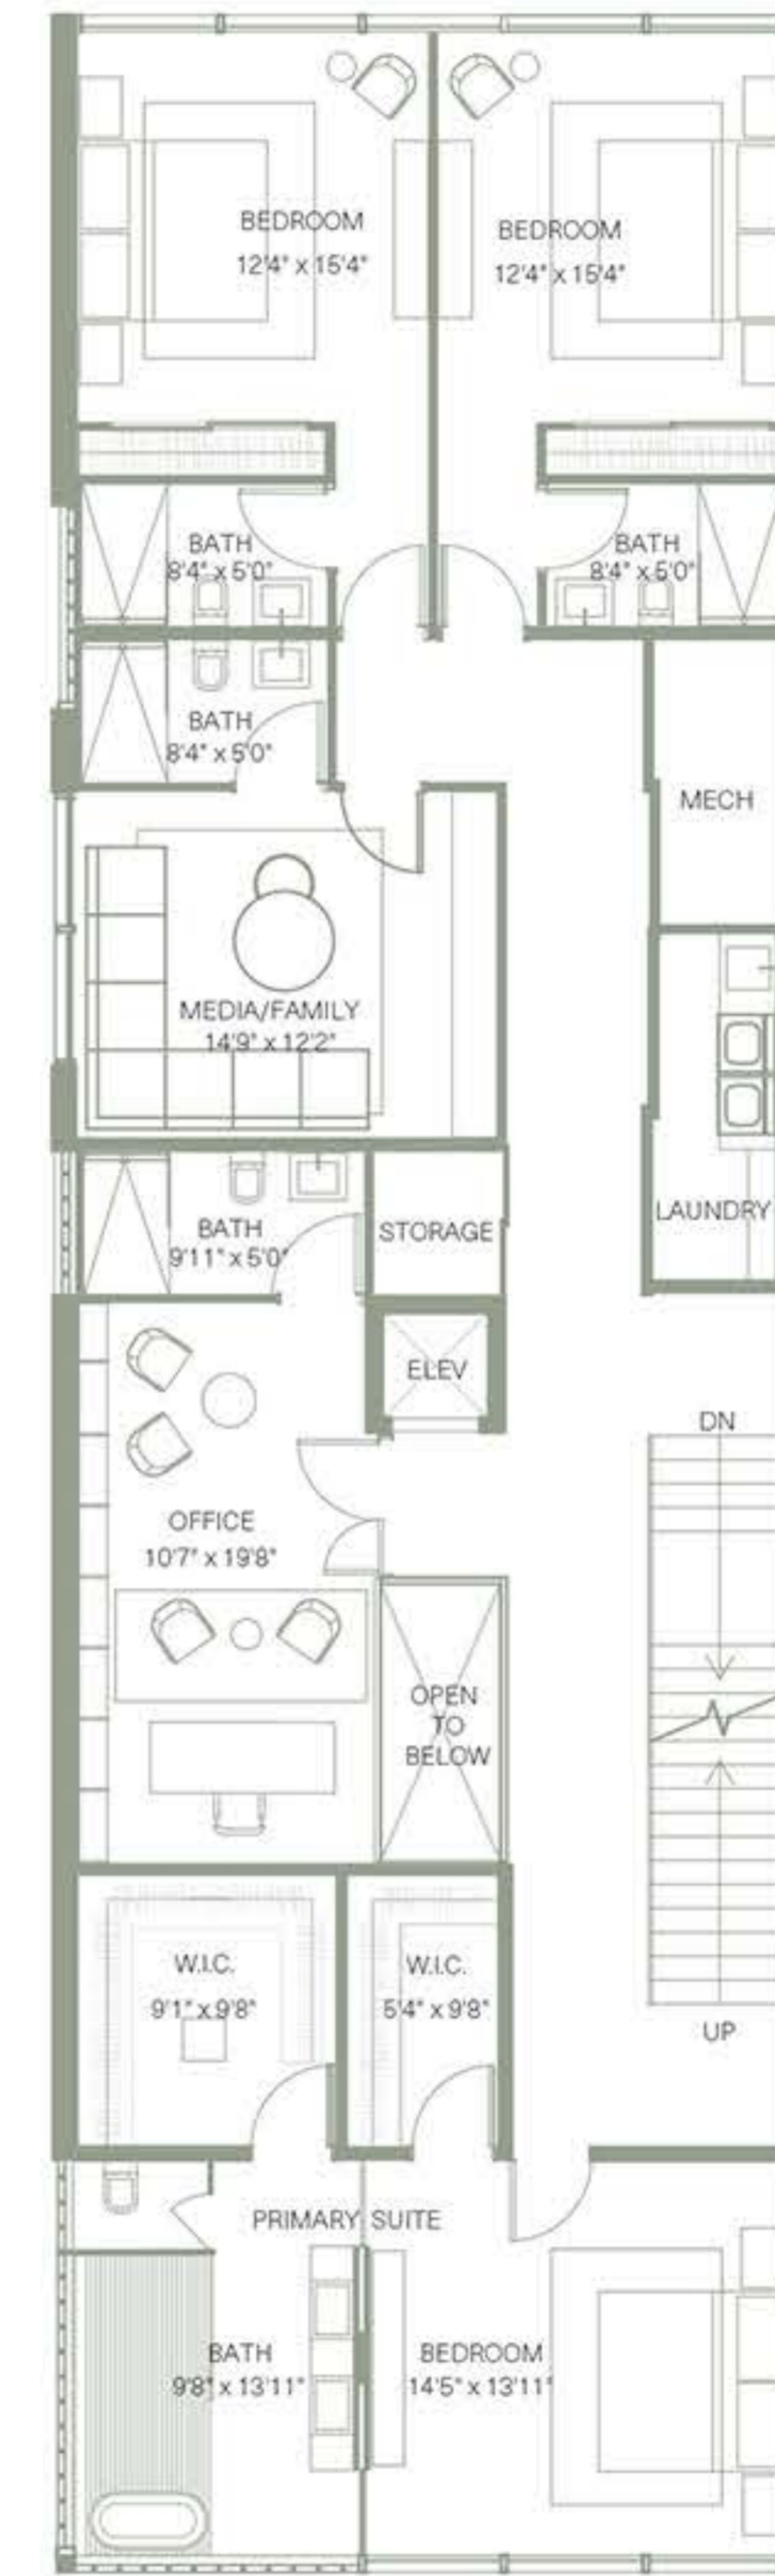 BEDROOM
12'4" x 15'4"
BEDROOM
12'4" x 15'4"
BATH
8'4" x 5'0"
BATH
8'4" x 5'0"
BATH
8'4" x 5'0"
MECH
MEDIA/FAMILY
14'9" x 12'2"
BATH
9'11" x 5'0"
STORAGE
LAUNDRY
ELEV
DN
OFFICE
10'7" x 19'8"
OPEN
TO
BELOW
W.I.C.
9'1" x 9'8"
W.I.C.
5'4" x 9'8"
UP
PRIMARY SUITE
BATH
9'8" x 13'11"
BEDROOM
14'5" x 13'11"